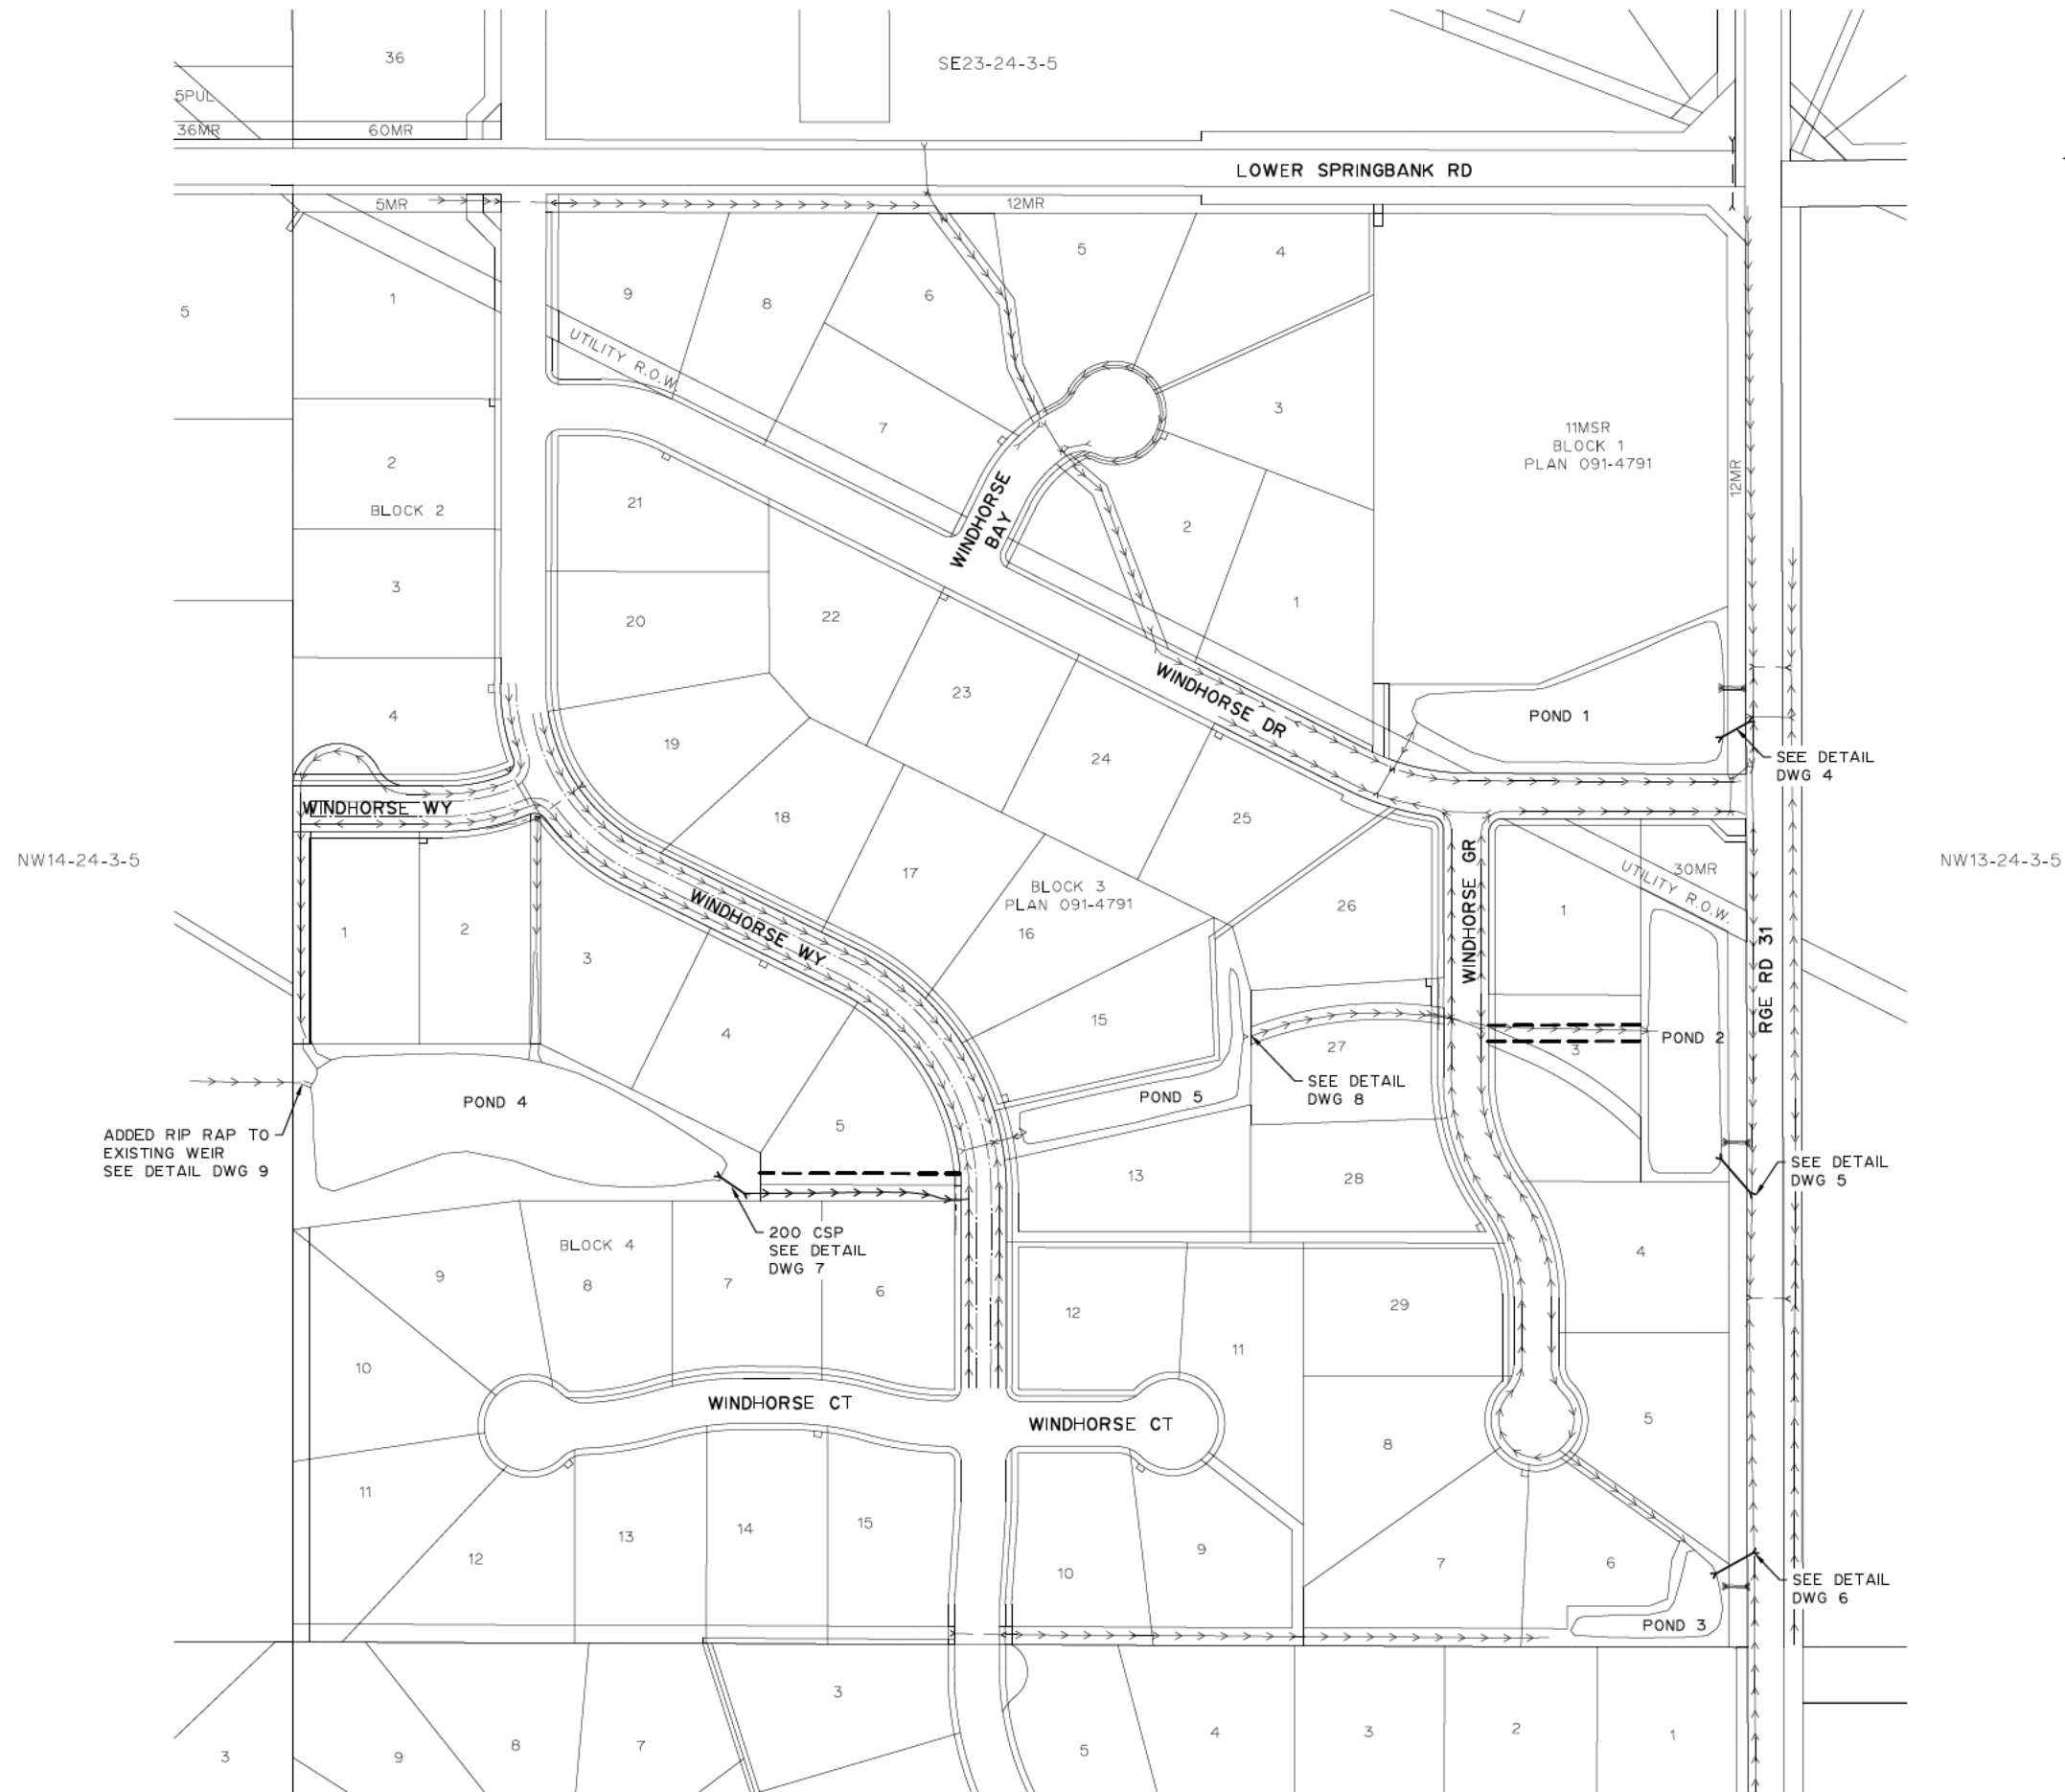 36
SE23-24-3-5
5PUL
36MR
60MR
LOWER SPRINGBANK RD
5MR
12MR
5
4
9
8
6
1
5
UTILITY R.O.W.
7
3
11MSR
BLOCK 1
PLAN 091-4791
12MR
2
BLOCK 2
21
WINDHORSE
BAY
2
3
20
22
1
23
WINDHORSE DR
4
19
24
POND 1
SEE DETAIL
DWG 4
WINDHORSE WY
18
25
NW14-24-3-5
17
BLOCK 3
PLAN 091-4791
16
26
WINDHORSE GR
30MR
UTILITY R.O.W.
1
NW13-24-3-5
1
2
3
WINDHORSE WY
RGE RD 31
4
15
27
3
POND 2
SEE DETAIL
DWG 8
POND 4
POND 5
5
ADDED RIP RAP TO
EXISTING WEIR
SEE DETAIL DWG 9
13
28
SEE DETAIL
DWG 5
200 CSP
SEE DETAIL
DWG 7
BLOCK 4
9
8
7
6
4
12
29
10
11
WINDHORSE CT
WINDHORSE CT
8
5
11
12
13
14
15
10
9
7
6
SEE DETAIL
DWG 6
POND 3
3
3
9
8
7
5
4
3
2
1